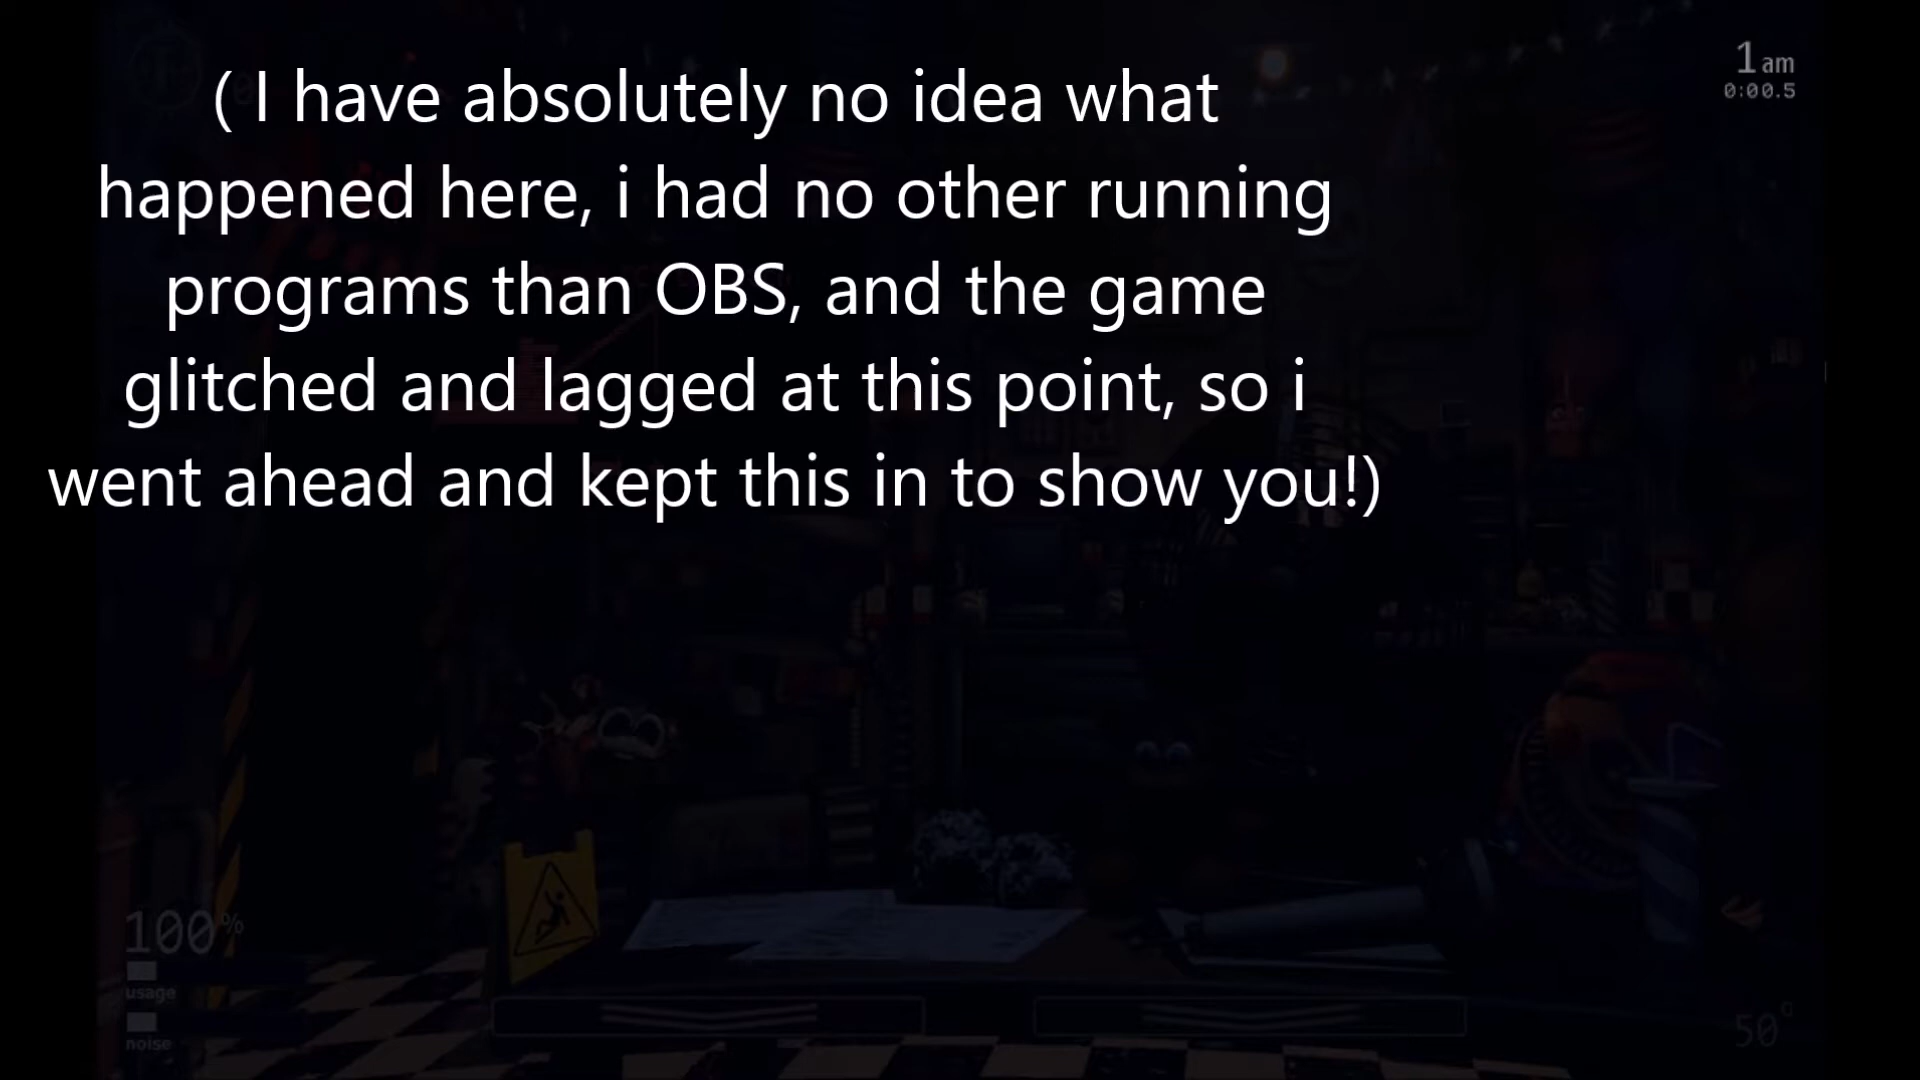 ( I have absolutely no idea what
happened here, i had no other running
programs than OBS, and the game
glitched and lagged at this point, so i
went ahead and kept this in to show you!)
1am
0:00.5
100%
usage
noise
50°